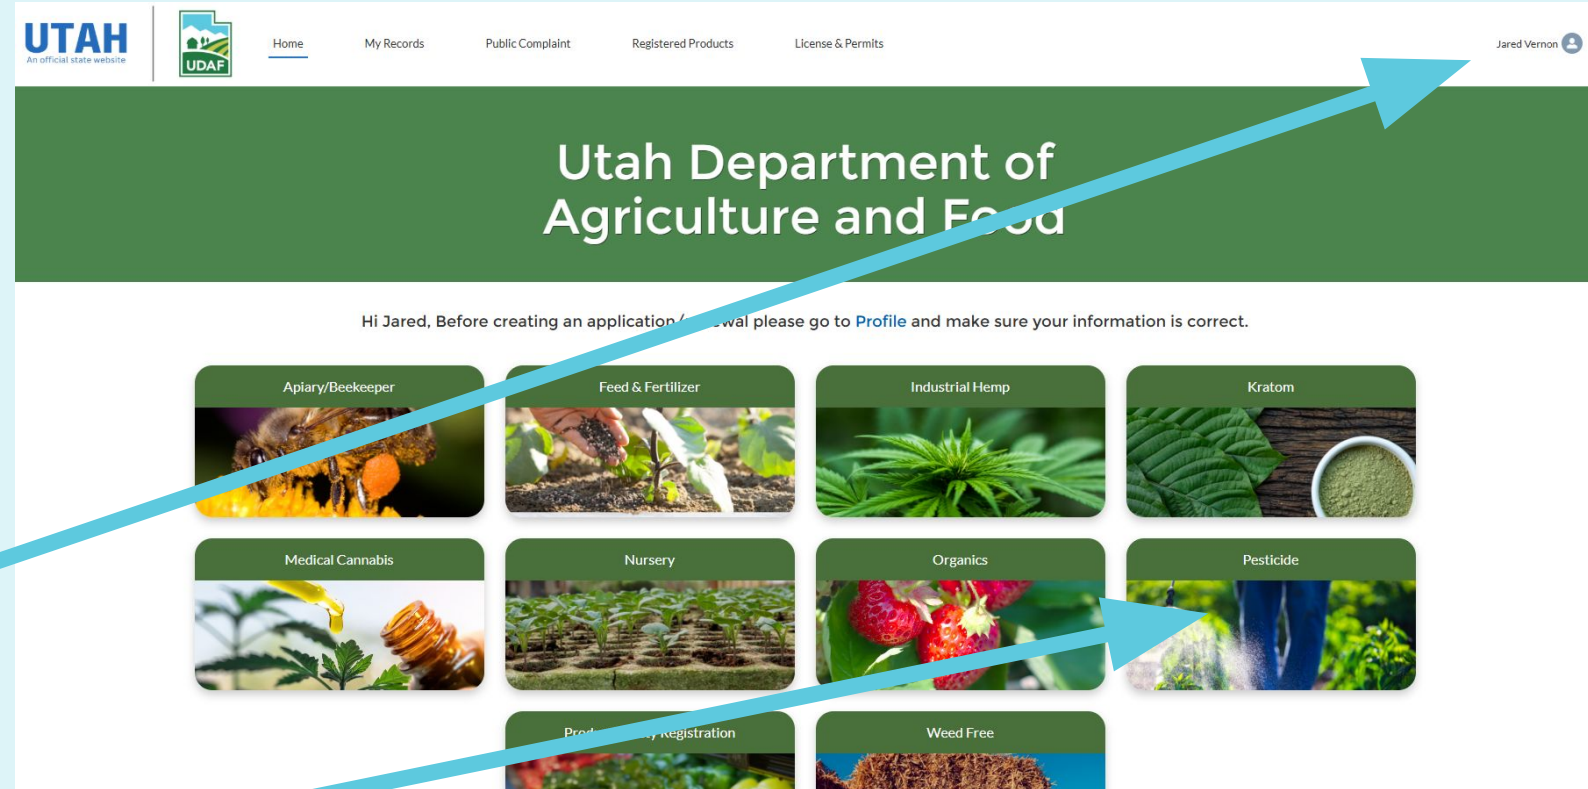 UTAH
An official state website
UDAF
Home
My Records
Public Complaint
Registered Products
License & Permits
Jared Vernon
Utah Department of
Agriculture and Food
Hi Jared, Before creating an application/ please go to Profile and make sure your information is correct.
Apiary/Beekeeper
Feed & Fertilizer
Industrial Hemp
Kratom
Medical Cannabis
Nursery
Organics
Pesticide
Registration
Weed Free